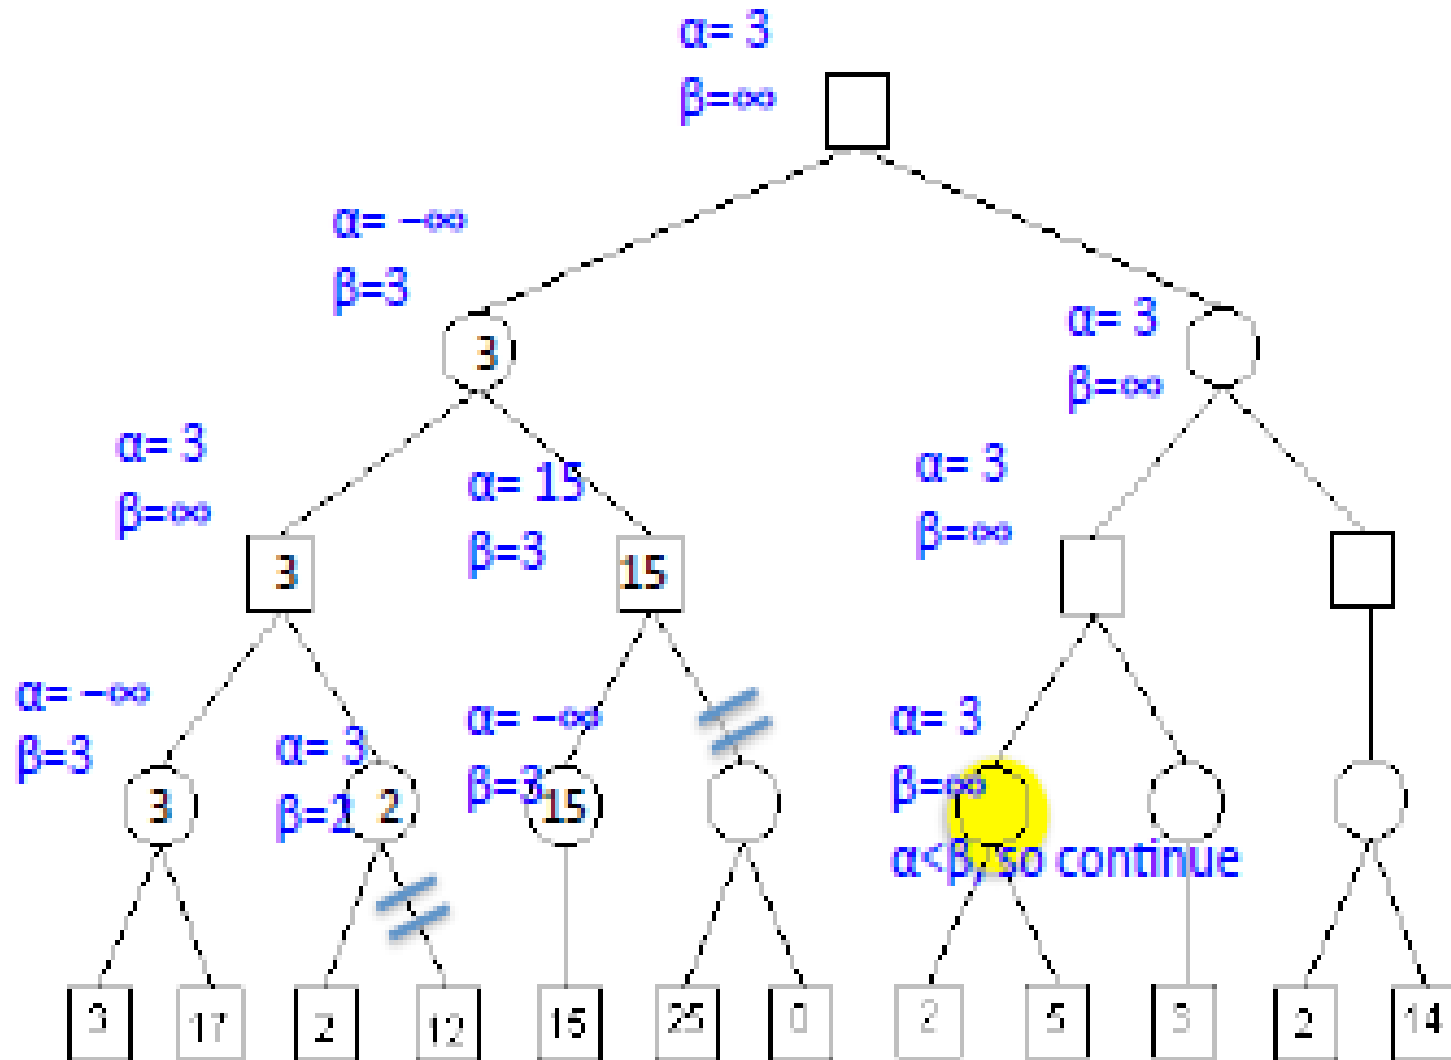 α= 3
β=∞
α= −∞
β=3
3
α= 3
β=∞
α= 3
β=∞
3
α= 15
β=3
15
α= 3
β=∞
α= −∞
β=3
3
α= 3
β=2
2
α= −∞
β=3
15
α= 3
β=∞
α<β, so continue
3
17
2
12
15
25
0
2
5
3
2
14